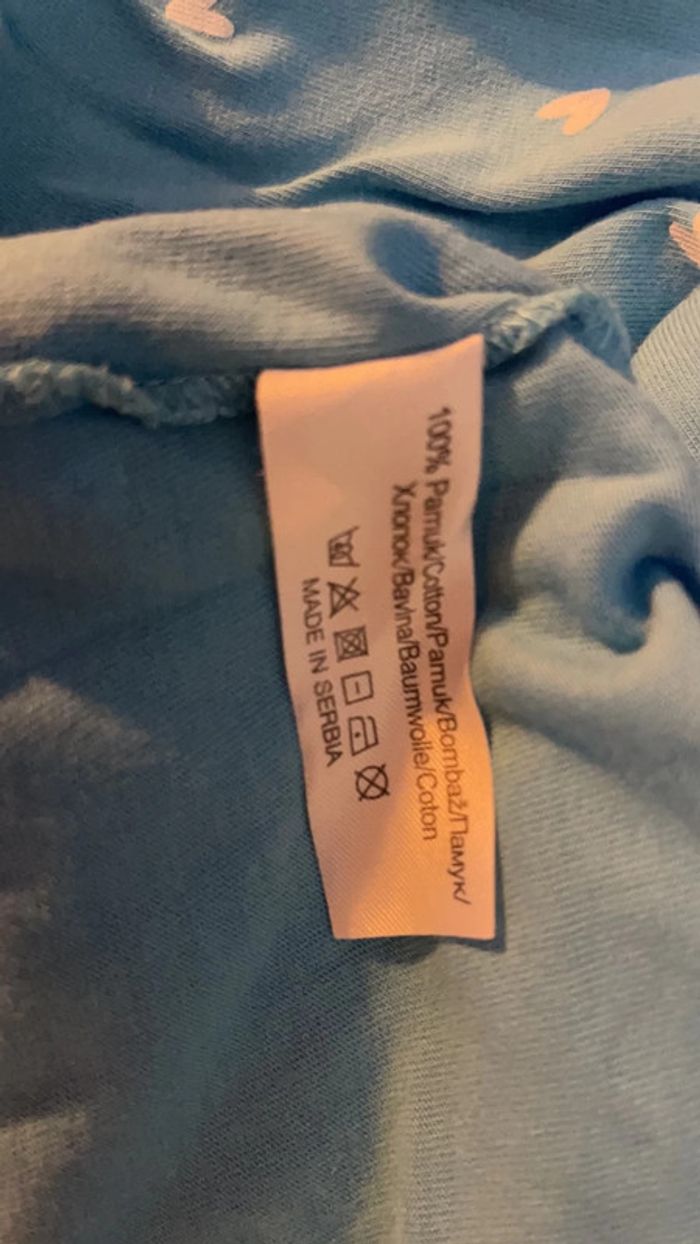 100% Pamuk/Cotton/Pamuk/Bombaž/Памук/
Хлопок/Bavlna/Baumwolle/Coton
MADE IN SERBIA